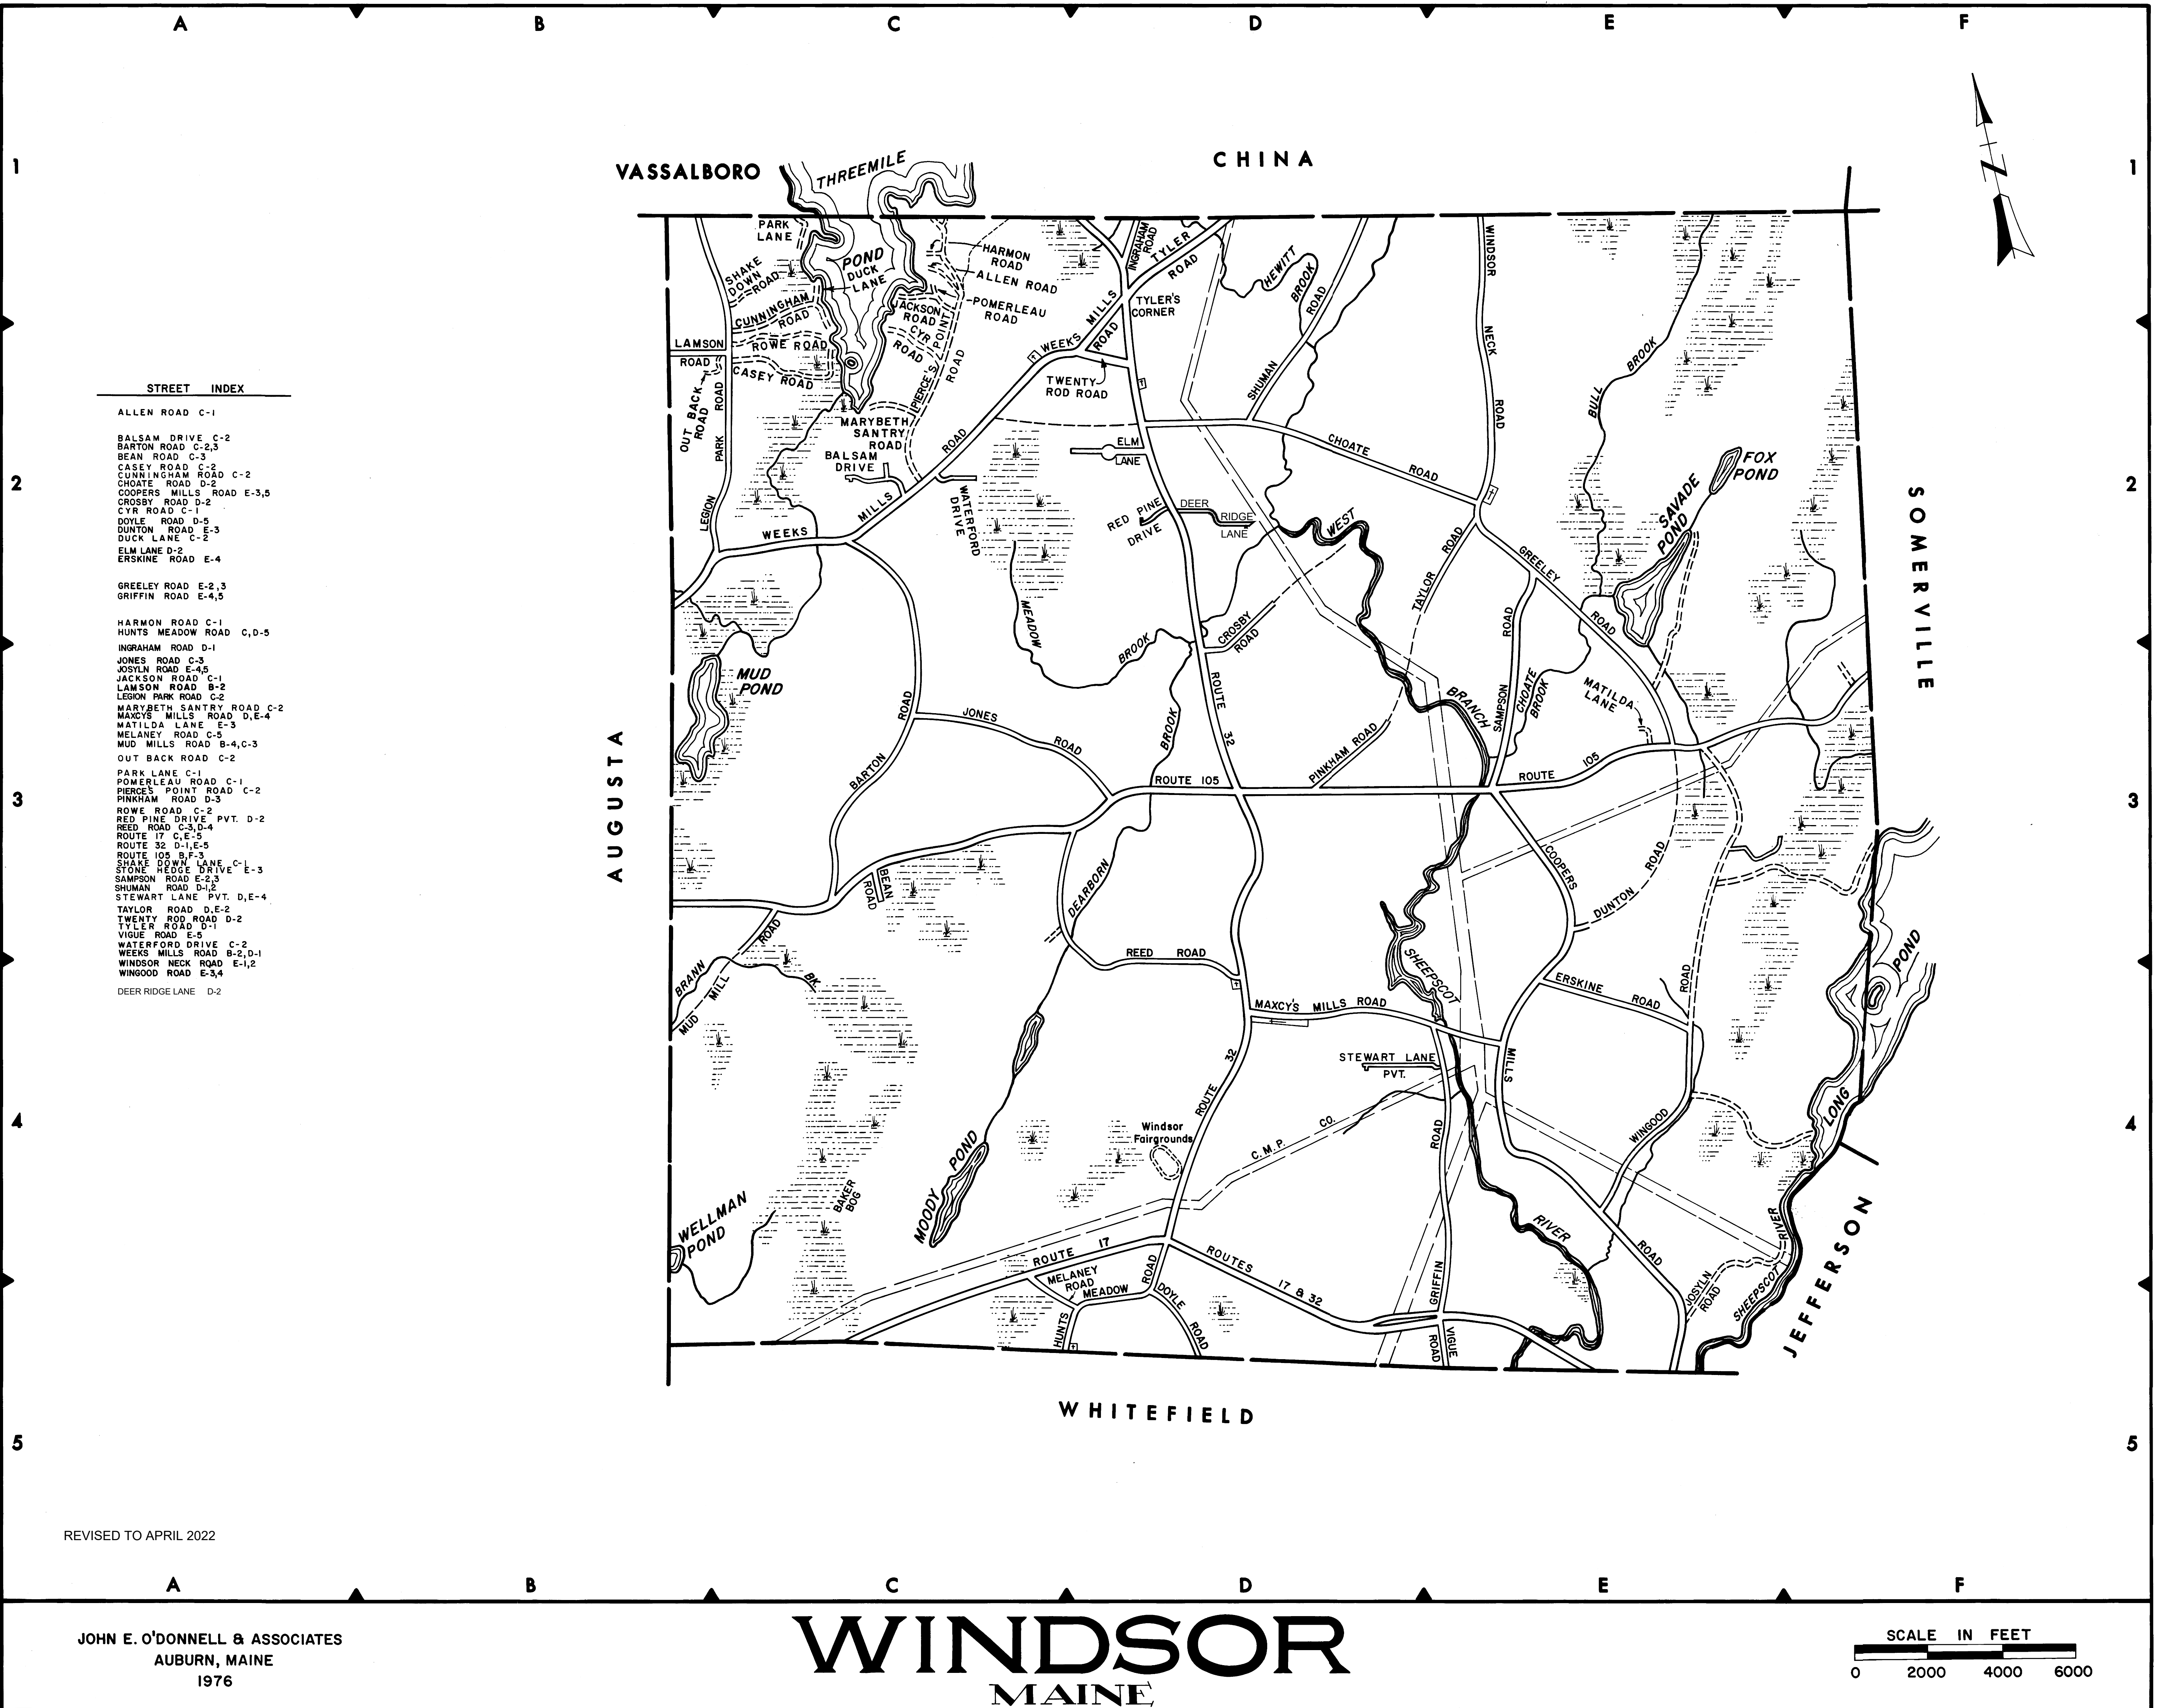 A B C D E F
1 1
2 2
3 3
4 4
5 5
VASSALBORO
CHINA
SOMERVILLE
AUGUSTA
JEFFERSON
WHITEFIELD
N
STREET INDEX
ALLEN ROAD C-1
BALSAM DRIVE C-2
BARTON ROAD C-2,3
BEAN ROAD C-3
CASEY ROAD C-2
CUNNINGHAM ROAD C-2
CHOATE ROAD D-2
COOPERS MILLS ROAD E-3,5
CROSBY ROAD D-2
CYR ROAD C-1
DOYLE ROAD D-5
DUNTON ROAD E-3
DUCK LANE C-2
ELM LANE D-2
ERSKINE ROAD E-4
GREELEY ROAD E-2,3
GRIFFIN ROAD E-4,5
HARMON ROAD C-1
HUNTS MEADOW ROAD C,D-5
INGRAHAM ROAD D-1
JONES ROAD C-3
JOSYLN ROAD E-4,5
JACKSON ROAD C-1
LAMSON ROAD B-2
LEGION PARK ROAD C-2
MARYBETH SANTRY ROAD C-2
MAXCYS MILLS ROAD D,E-4
MATILDA LANE E-3
MELANEY ROAD C-5
MUD MILLS ROAD B-4,C-3
OUT BACK ROAD C-2
PARK LANE C-1
POMERLEAU ROAD C-1
PIERCE'S POINT ROAD C-2
PINKHAM ROAD D-3
ROWE ROAD C-2
RED PINE DRIVE PVT. D-2
REED ROAD C-3,D-4
ROUTE 17 C,E-5
ROUTE 32 D-1,E-5
ROUTE 105 B,F-3
SHAKE DOWN LANE C-1
STONE HEDGE DRIVE E-3
SAMPSON ROAD E-2,3
SHUMAN ROAD D-1,2
STEWART LANE PVT. D,E-4
TAYLOR ROAD D,E-2
TWENTY ROD ROAD D-2
TYLER ROAD D-1
VIGUE ROAD E-5
WATERFORD DRIVE C-2
WEEKS MILLS ROAD B-2,D-1
WINDSOR NECK ROAD E-1,2
WINGOOD ROAD E-3,4
DEER RIDGE LANE D-2
THREEMILE
POND
PARK
LANE
SHAKE
DOWN
ROAD
DUCK
LANE
CUNNINGHAM
ROAD
LAMSON
ROAD
ROWE ROAD
CASEY ROAD
OUT BACK
ROAD
LEGION PARK ROAD
HARMON
ROAD
ALLEN ROAD
POMERLEAU
ROAD
JACKSON
ROAD
CYR
ROAD
PIERCE'S POINT
ROAD
MARYBETH
SANTRY
ROAD
BALSAM
DRIVE
WATERFORD
DRIVE
WEEKS MILLS ROAD
WEEKS MILLS
ROAD
INGRAHAM
ROAD
TYLER
ROAD
TYLER'S
CORNER
TWENTY
ROD ROAD
HEWITT
BROOK
SHUMAN ROAD
WINDSOR NECK ROAD
BULL BROOK
ELM
LANE
CHOATE ROAD
FOX
POND
SAVADE
POND
RED PINE
DRIVE
DEER RIDGE
LANE
WEST
BRANCH
SHEEPSCOT
RIVER
TAYLOR ROAD
GREELEY ROAD
SAMPSON ROAD
CHOATE
BROOK
MATILDA
LANE
MEADOW BROOK
CROSBY
ROAD
MUD
POND
BARTON ROAD
JONES ROAD
ROUTE 32
DEARBORN BROOK
ROUTE 105
PINKHAM ROAD
ROUTE 105
BEAN
ROAD
REED ROAD
COOPERS MILLS ROAD
DUNTON ROAD
ERSKINE ROAD
BRANN BK.
MUD MILL ROAD
MAXCY'S MILLS ROAD
STEWART LANE
PVT.
ROUTE 32
WINGOOD ROAD
LONG POND
Windsor
Fairgrounds
C. M. P. CO.
GRIFFIN ROAD
BAKER
BOG
MOODY POND
WELLMAN
POND
ROUTE 17
MELANEY
ROAD
HUNTS MEADOW ROAD
DOYLE
ROAD
ROUTES 17 & 32
VIGUE
ROAD
JOSYLN
ROAD
SHEEPSCOT RIVER
REVISED TO APRIL 2022
A B C D E F
JOHN E. O'DONNELL & ASSOCIATES
AUBURN, MAINE
1976
WINDSOR
MAINE
SCALE IN FEET
0 2000 4000 6000